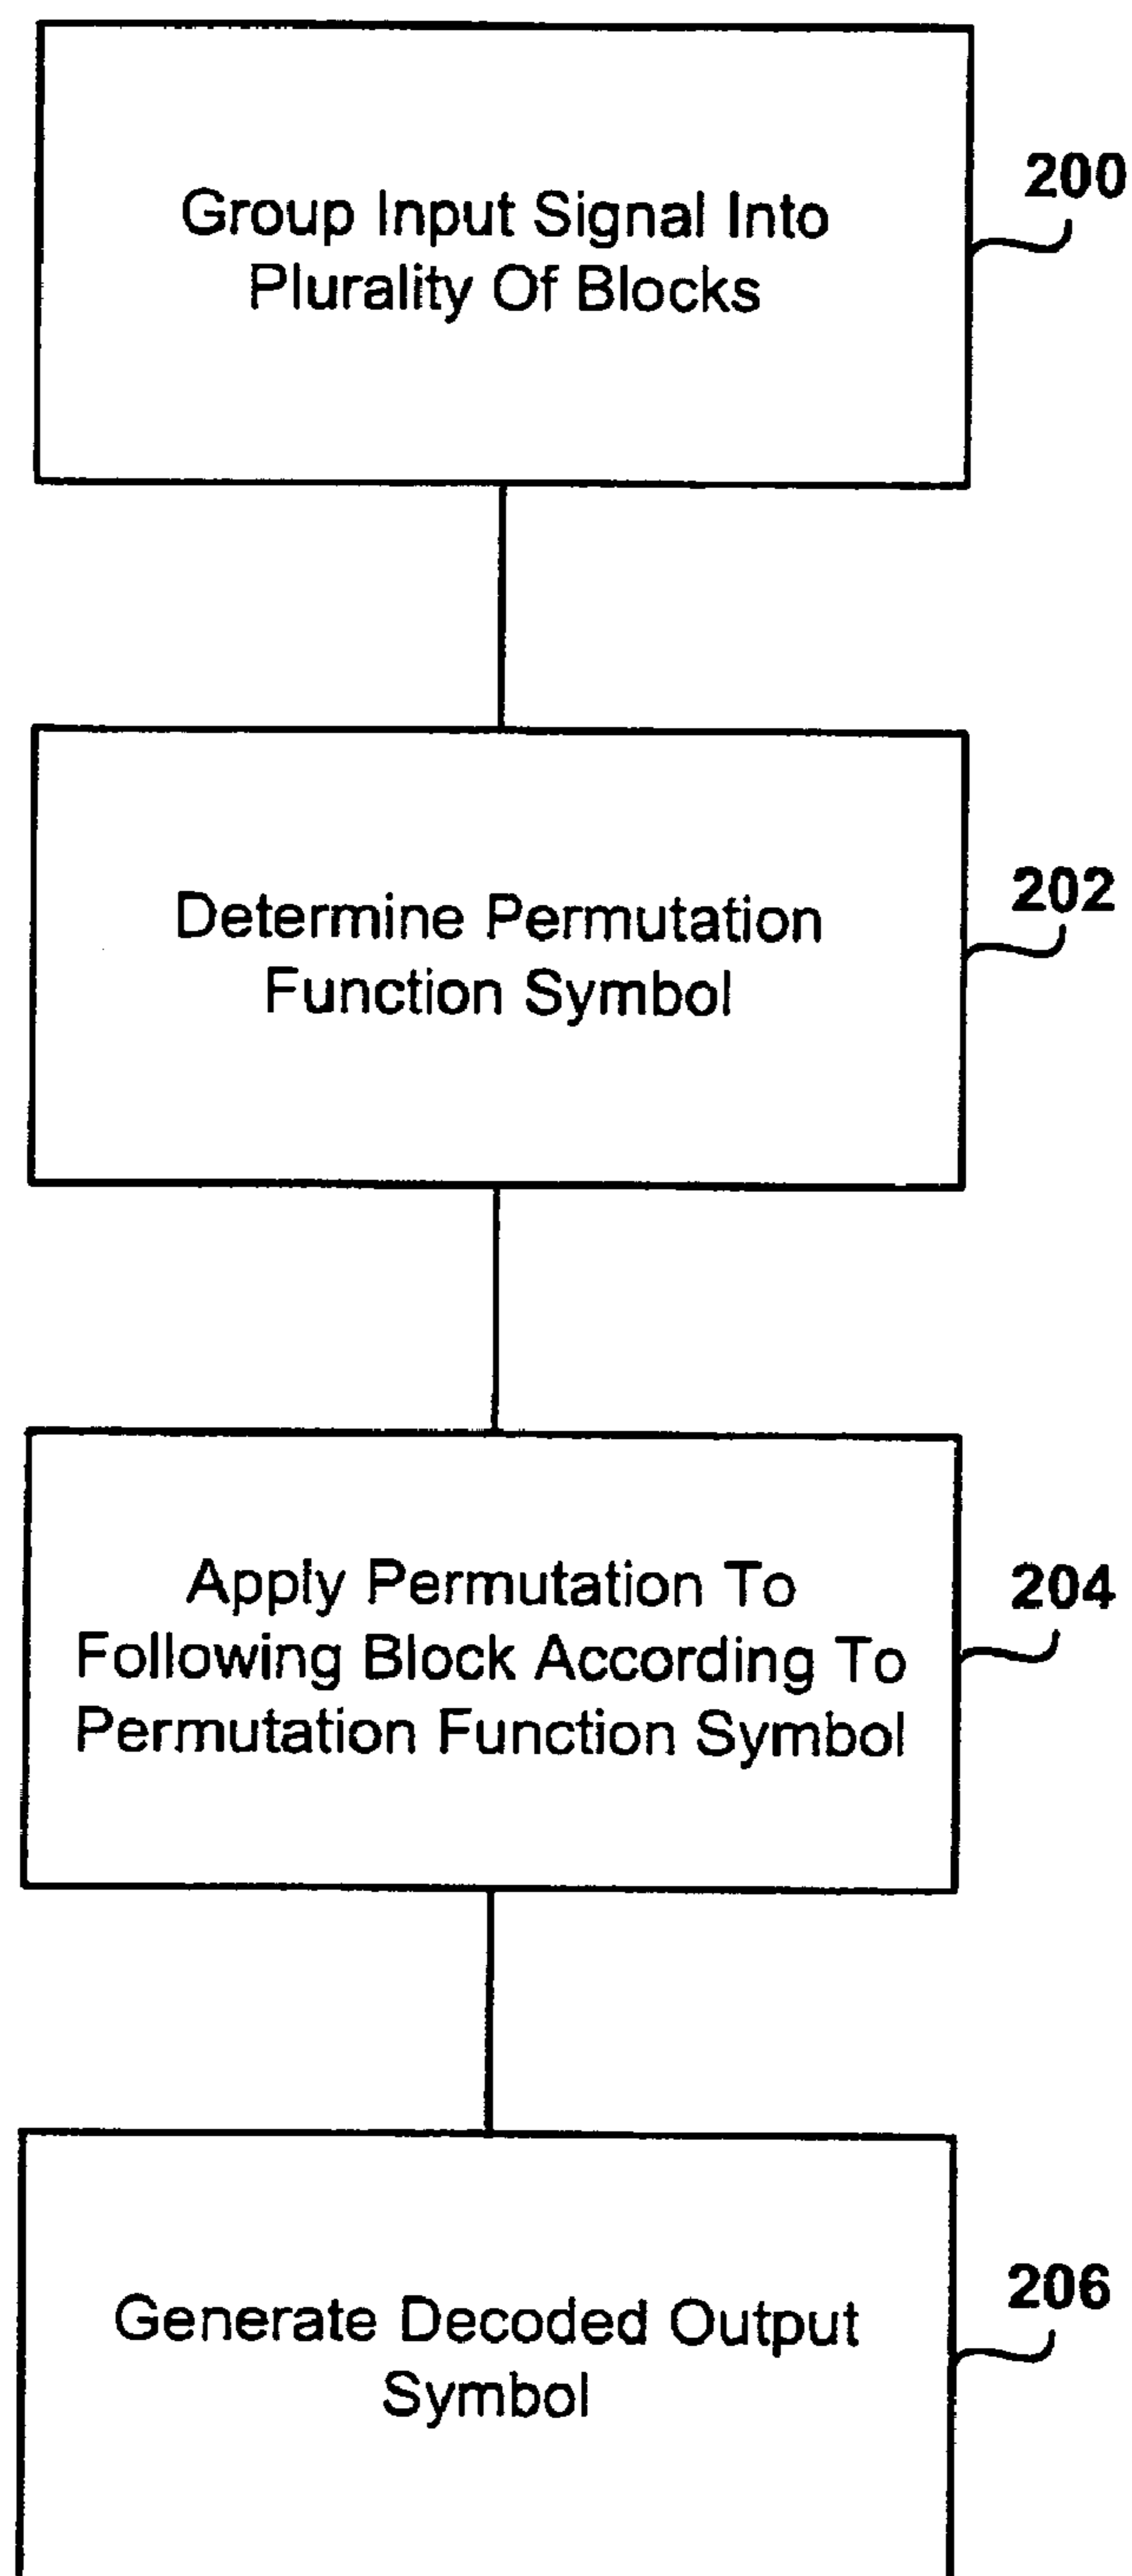 Group Input Signal Into
Plurality Of Blocks
200
Determine Permutation
Function Symbol
202
Apply Permutation To
Following Block According To
Permutation Function Symbol
204
Generate Decoded Output
Symbol
206